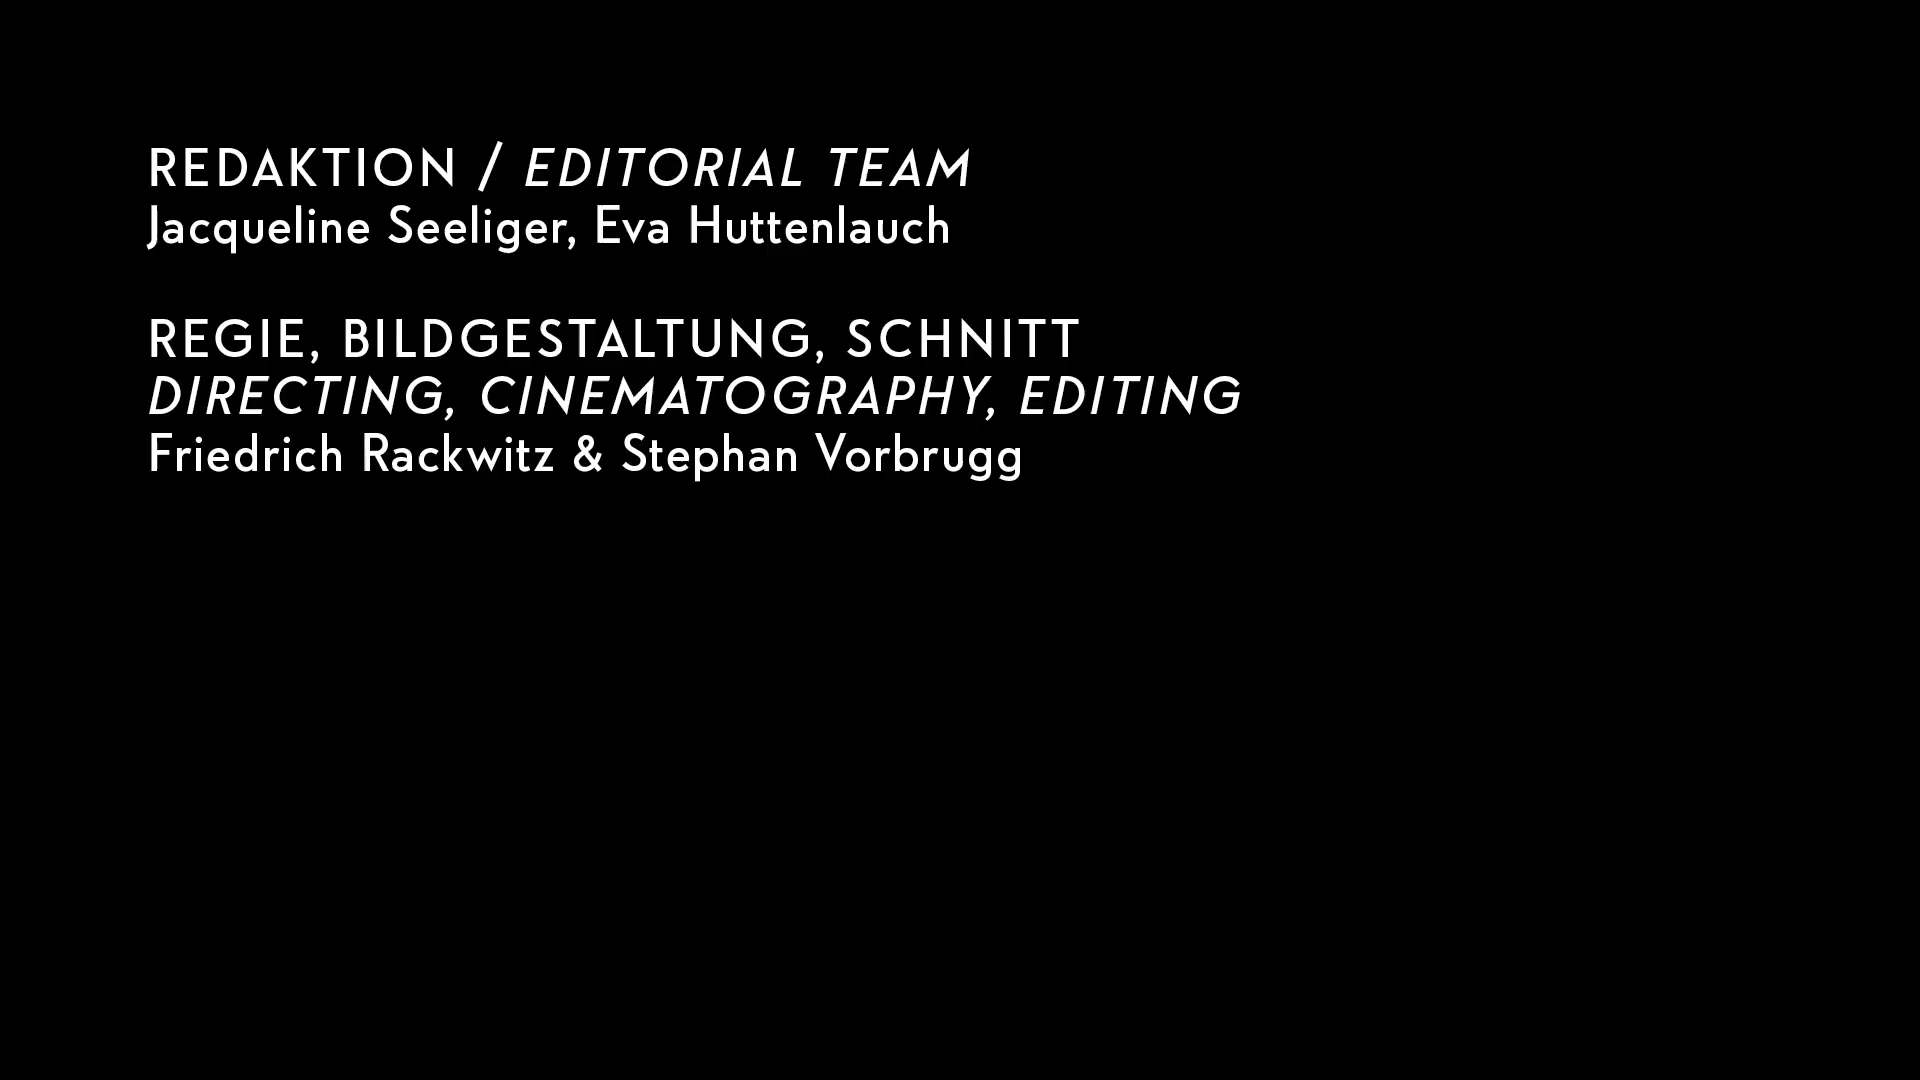 REDAKTION / EDITORIAL TEAM
Jacqueline Seeliger, Eva Huttenlauch
REGIE, BILDGESTALTUNG, SCHNITT
DIRECTING, CINEMATOGRAPHY, EDITING
Friedrich Rackwitz & Stephan Vorbrugg